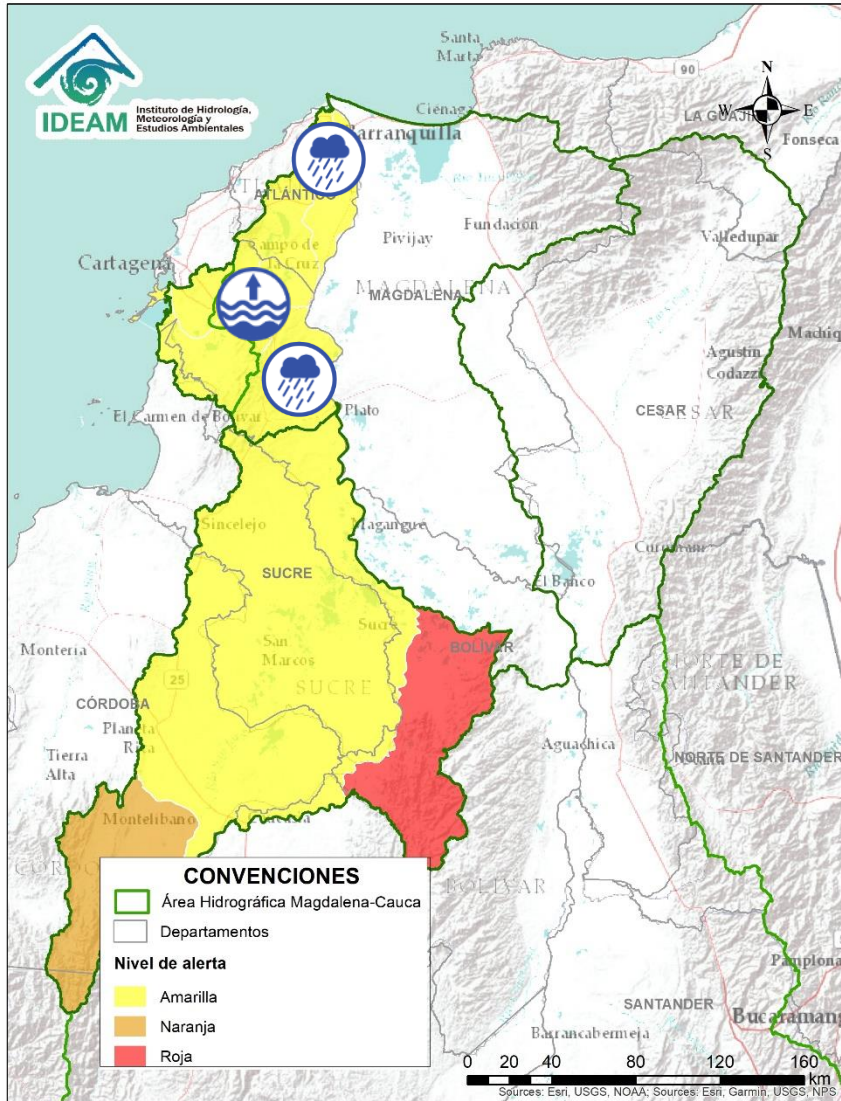 IDEAM
Instituto de Hidrología,
Meteorología y
Estudios Ambientales
Santa
Marta
90
N
W
E
S
Ciénaga
LA GUAJI
Fonseca
Barranquilla
ATLÁNTICO
Fundación
Valledupar
Campo de
la Cruz
Pivijay
Cartagena
MAGDALENA
MAGDALENA
Agustín
Codazzi
CESAR
CESAR
El Carmen de Bolívar
Plato
Sincelejo
Magangué
Curumaní
El Banco
SUCRE
Sucre
San
Marcos
BOLÍVAR
Montería
25
SUCRE
NORTE DE
SANTANDER
CÓRDOBA
Planeta
Rica
Aguachica
NORTE DE SANTANDER
Tierra
Alta
Montelíbano
BOLÍVAR
CONVENCIONES
Área Hidrográfica Magdalena-Cauca
Departamentos
Nivel de alerta
Amarilla
Naranja
Roja
Pamplona
SANTANDER
Bucaramang
Barrancabermeja
0 20 40 80 120 160
km
Sources: Esri, USGS, NOAA; Sources: Esri, Garmin, USGS, NPS